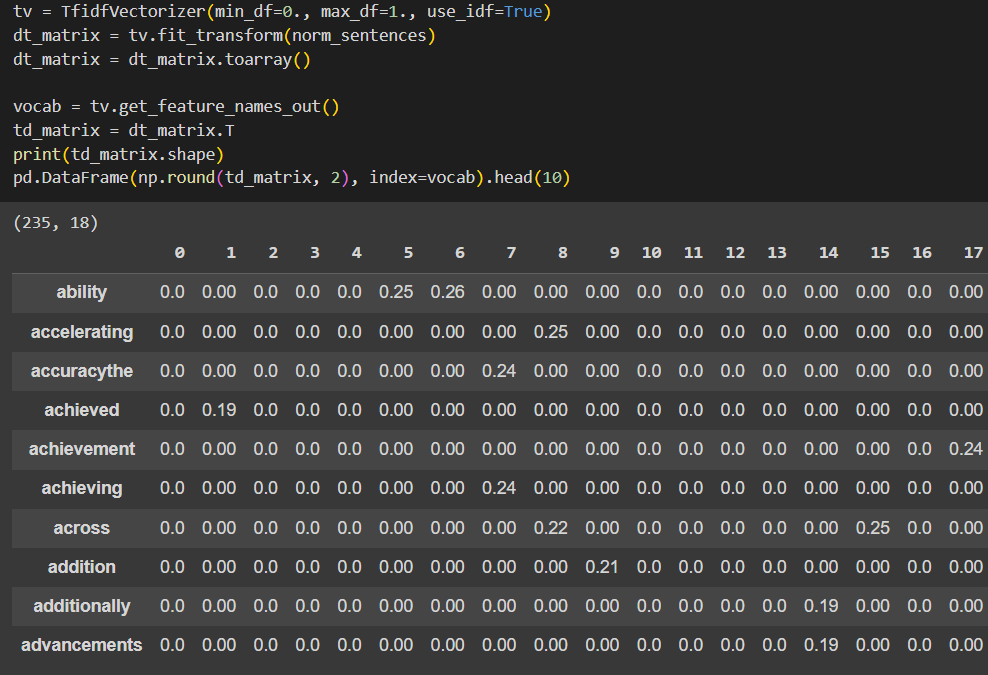 tv = TfidfVectorizer(min_df=0., max_df=1., use_idf=True)
dt_matrix = tv.fit_transform(norm_sentences)
dt_matrix = dt_matrix.toarray()
vocab = tv.get_feature_names_out()
td_matrix = dt_matrix.T
print(td_matrix.shape)
pd.DataFrame(np.round(td_matrix, 2), index=vocab).head(10)
(235, 18)
0 1 2 3 4 5 6 7 8 9 10 11 12 13 14 15 16 17
ability 0.0 0.00 0.0 0.0 0.0 0.25 0.26 0.00 0.00 0.00 0.0 0.0 0.0 0.0 0.00 0.00 0.0 0.00
accelerating 0.0 0.00 0.0 0.0 0.0 0.00 0.00 0.00 0.25 0.00 0.0 0.0 0.0 0.0 0.00 0.00 0.0 0.00
accuracythe 0.0 0.00 0.0 0.0 0.0 0.00 0.00 0.24 0.00 0.00 0.0 0.0 0.0 0.0 0.00 0.00 0.0 0.00
achieved 0.0 0.19 0.0 0.0 0.0 0.00 0.00 0.00 0.00 0.00 0.0 0.0 0.0 0.0 0.00 0.00 0.0 0.00
achievement 0.0 0.00 0.0 0.0 0.0 0.00 0.00 0.00 0.00 0.00 0.0 0.0 0.0 0.0 0.00 0.00 0.0 0.24
achieving 0.0 0.00 0.0 0.0 0.0 0.00 0.00 0.24 0.00 0.00 0.0 0.0 0.0 0.0 0.00 0.00 0.0 0.00
across 0.0 0.00 0.0 0.0 0.0 0.00 0.00 0.00 0.22 0.00 0.0 0.0 0.0 0.0 0.00 0.25 0.0 0.00
addition 0.0 0.00 0.0 0.0 0.0 0.00 0.00 0.00 0.00 0.21 0.0 0.0 0.0 0.0 0.00 0.00 0.0 0.00
additionally 0.0 0.00 0.0 0.0 0.0 0.00 0.00 0.00 0.00 0.00 0.0 0.0 0.0 0.0 0.19 0.00 0.0 0.00
advancements 0.0 0.00 0.0 0.0 0.0 0.00 0.00 0.00 0.00 0.00 0.0 0.0 0.0 0.0 0.19 0.00 0.0 0.00